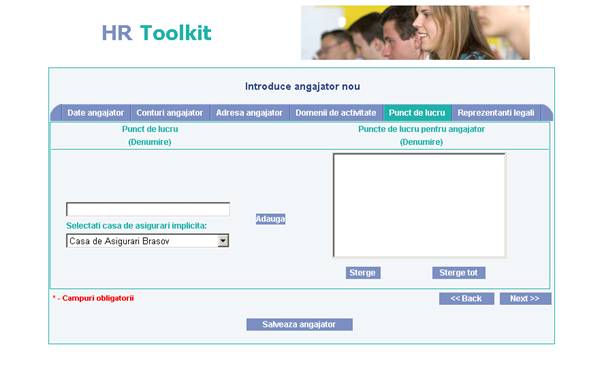 HR Toolkit
Introduce angajator nou
Date angajator Conturi angajator Adresa angajator Domenii de activitate Punct de lucru Reprezentanti legali
Punct de lucru
(Denumire)
Puncte de lucru pentru angajator
(Denumire)
Adauga
Selectati casa de asigurari implicita:
Casa de Asigurari Brasov
Sterge Sterge tot
* - Campuri obligatorii
<< Back Next >>
Salveaza angajator